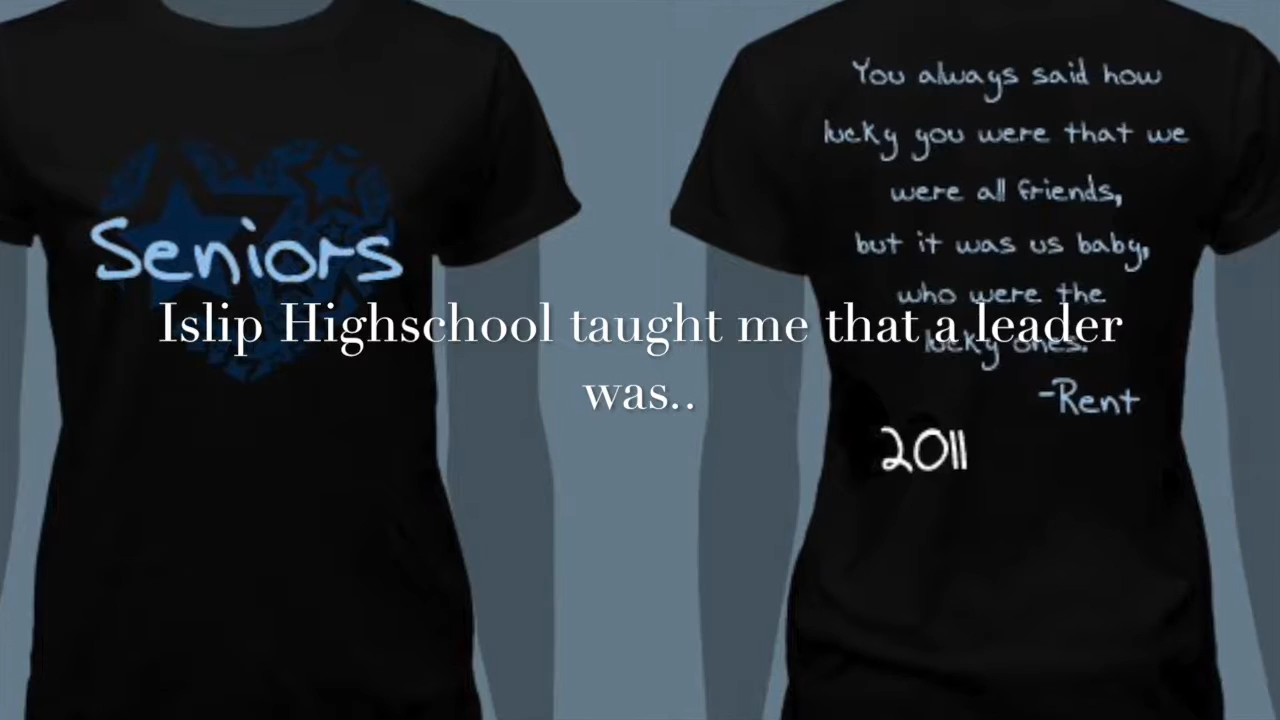 Seniors
You always said how
lucky you were that we
were all friends,
but it was us baby,
who were the
lucky ones.
-Rent
2011
Islip Highschool taught me that a leader
was..